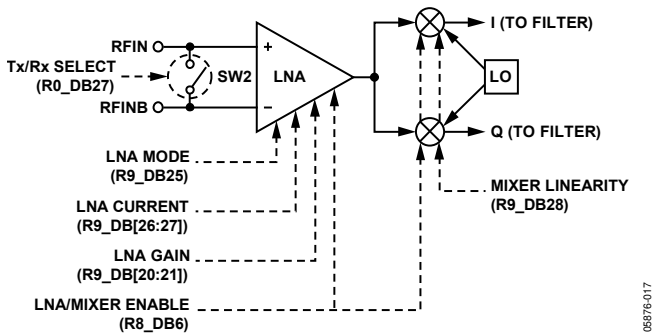 RFIN
I (TO FILTER)
Tx/Rx SELECT
(R0_DB27)
SW2
LNA
+
−
LO
RFINB
Q (TO FILTER)
LNA MODE
(R9_DB25)
MIXER LINEARITY
(R9_DB28)
LNA CURRENT
(R9_DB[26:27])
LNA GAIN
(R9_DB[20:21])
LNA/MIXER ENABLE
(R8_DB6)
05876-017